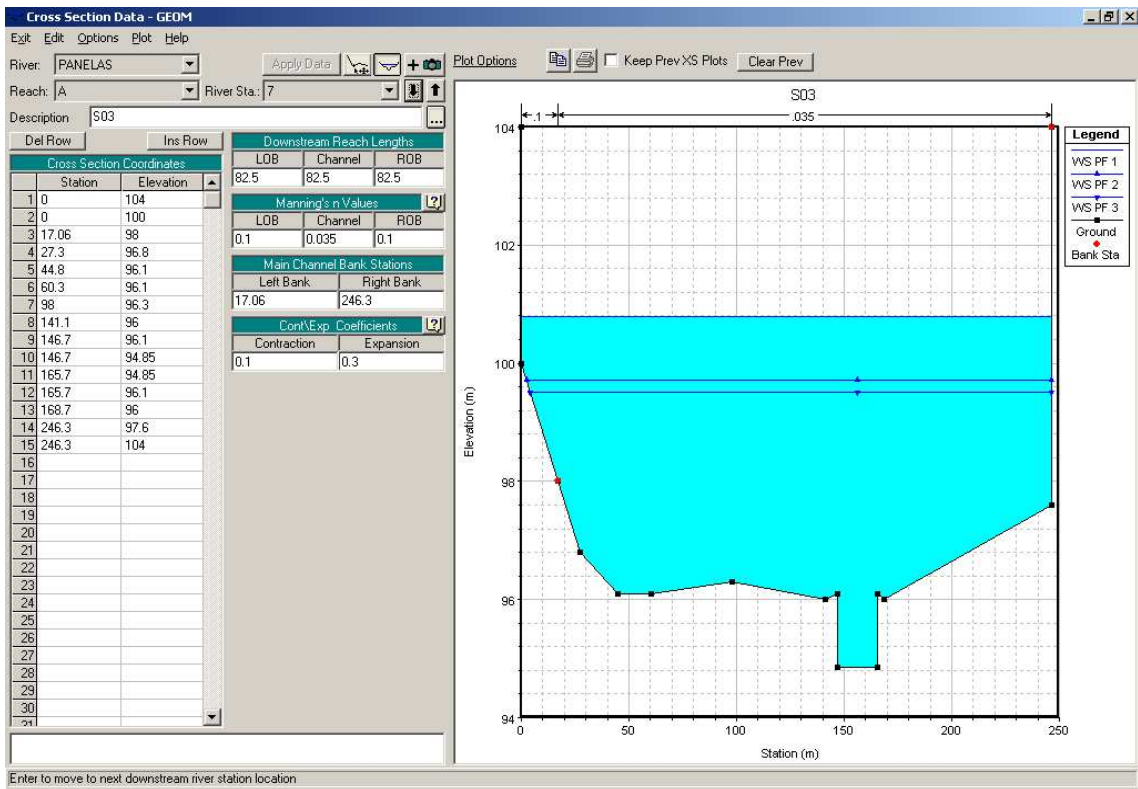 Cross Section Data - GEOM
Exit Edit Options Plot Help
River: PANELAS
Apply Data
Plot Options
Keep Prev XS Plots
Clear Prev
Reach: A
River Sta.: 7
Description S03
...
Del Row
Ins Row
Cross Section Coordinates
Station Elevation
1 0 104
2 0 100
3 17.06 98
4 27.3 96.8
5 44.8 96.1
6 60.3 96.1
7 98 96.3
8 141.1 96
9 146.7 96.1
10 146.7 94.85
11 165.7 94.85
12 165.7 96.1
13 168.7 96
14 246.3 97.6
15 246.3 104
16
17
18
19
20
21
22
23
24
25
26
27
28
29
30
31
Downstream Reach Lengths
LOB Channel ROB
82.5 82.5 82.5
Manning's n Values ?
LOB Channel ROB
0.1 0.035 0.1
Main Channel Bank Stations
Left Bank Right Bank
17.06 246.3
Cont\Exp Coefficients ?
Contraction Expansion
0.1 0.3
S03
.1 .035
104
102
100
98
96
94
Elevation (m)
0 50 100 150 200 250
Station (m)
Legend
WS PF 1
WS PF 2
WS PF 3
Ground
Bank Sta
Enter to move to next downstream river station location